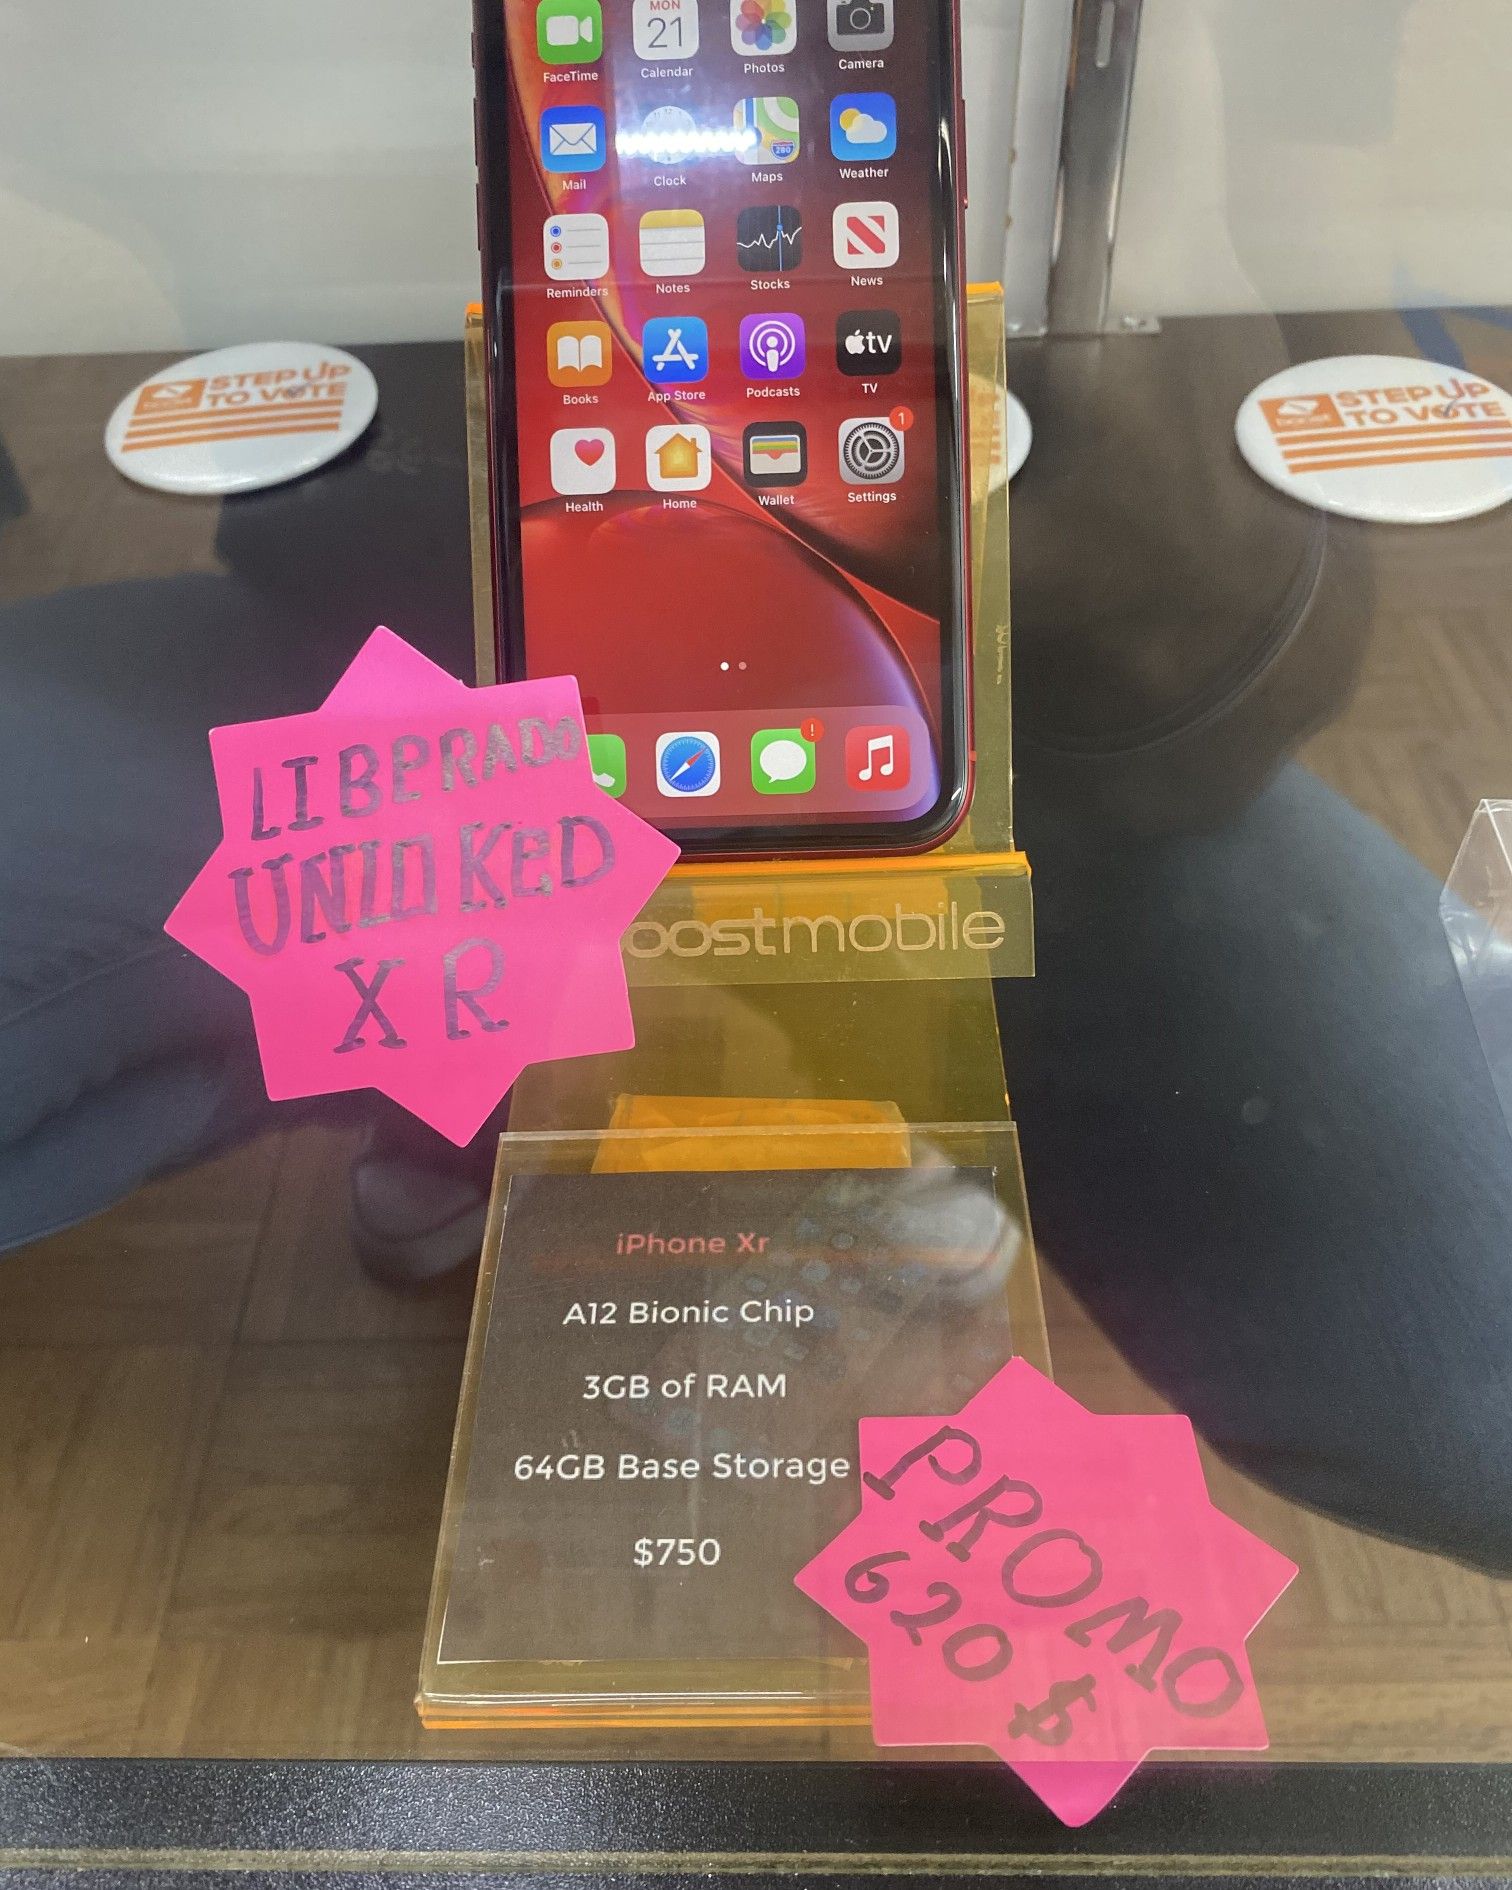 MON
21
FaceTime
Calendar
Photos
Camera
280
Mail
Clock
Maps
Weather
Reminders
Notes
Stocks
News
tv
Books
App Store
Podcasts
TV
1
Health
Home
Wallet
Settings
STEP UP
TO VOTE
STEP UP
TO VOTE
!
LIBERADO
UNLOKED
XR
oostmobile
iPhone Xr
A12 Bionic Chip
3GB of RAM
64GB Base Storage
$750
PROMO
620 $